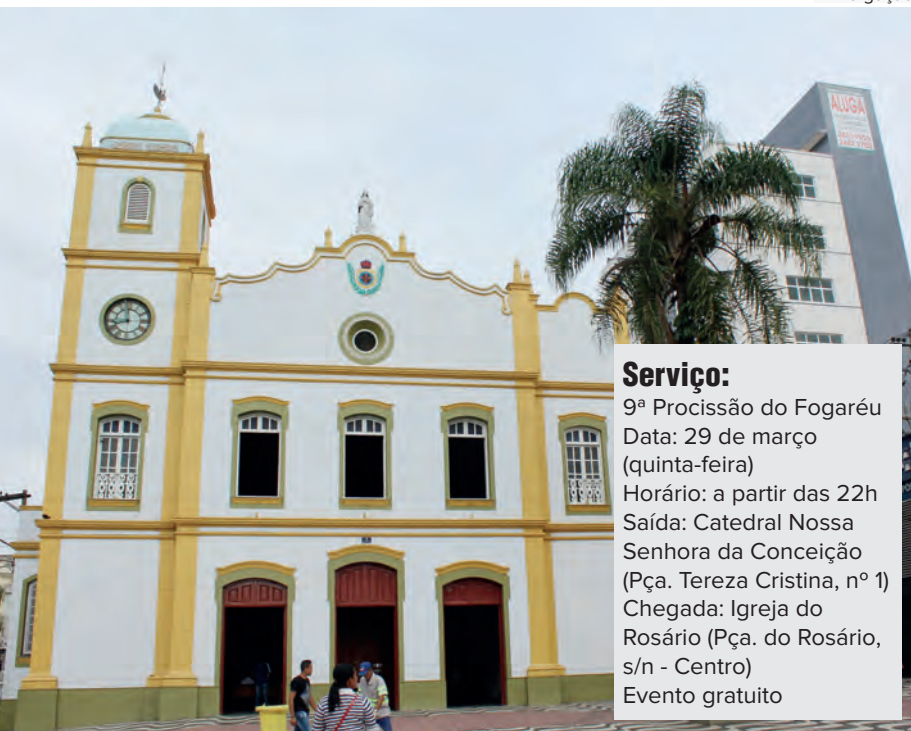 ALUGA
Serviço:
9ª Procissão do Fogaréu
Data: 29 de março
(quinta-feira)
Horário: a partir das 22h
Saída: Catedral Nossa
Senhora da Conceição
(Pça. Tereza Cristina, nº 1)
Chegada: Igreja do
Rosário (Pça. do Rosário,
s/n - Centro)
Evento gratuito